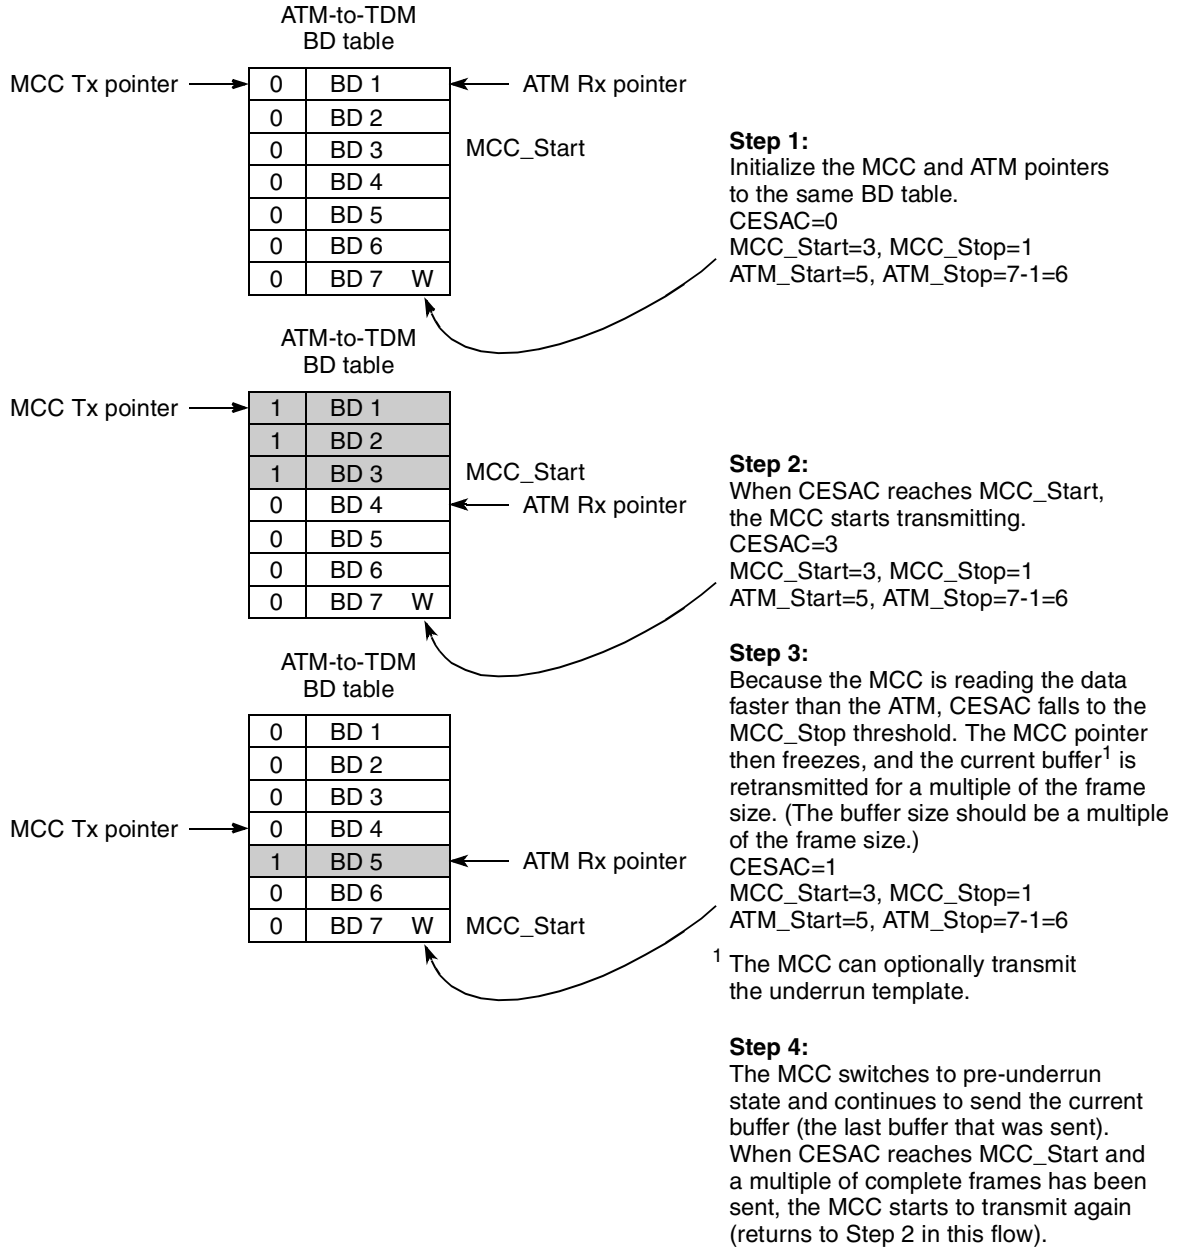 ATM-to-TDM
BD table
MCC Tx pointer
0 BD 1
ATM Rx pointer
0 BD 2
0 BD 3
MCC_Start
0 BD 4
0 BD 5
0 BD 6
0 BD 7 W
Step 1:
Initialize the MCC and ATM pointers
to the same BD table.
CESAC=0
MCC_Start=3, MCC_Stop=1
ATM_Start=5, ATM_Stop=7-1=6
ATM-to-TDM
BD table
MCC Tx pointer
1 BD 1
1 BD 2
1 BD 3
MCC_Start
0 BD 4
ATM Rx pointer
0 BD 5
0 BD 6
0 BD 7 W
Step 2:
When CESAC reaches MCC_Start,
the MCC starts transmitting.
CESAC=3
MCC_Start=3, MCC_Stop=1
ATM_Start=5, ATM_Stop=7-1=6
ATM-to-TDM
BD table
0 BD 1
0 BD 2
0 BD 3
MCC Tx pointer
0 BD 4
1 BD 5
ATM Rx pointer
0 BD 6
0 BD 7 W
MCC_Start
Step 3:
Because the MCC is reading the data
faster than the ATM, CESAC falls to the
MCC_Stop threshold. The MCC pointer
then freezes, and the current buffer1 is
retransmitted for a multiple of the frame
size. (The buffer size should be a multiple
of the frame size.)
CESAC=1
MCC_Start=3, MCC_Stop=1
ATM_Start=5, ATM_Stop=7-1=6
1 The MCC can optionally transmit
the underrun template.
Step 4:
The MCC switches to pre-underrun
state and continues to send the current
buffer (the last buffer that was sent).
When CESAC reaches MCC_Start and
a multiple of complete frames has been
sent, the MCC starts to transmit again
(returns to Step 2 in this flow).